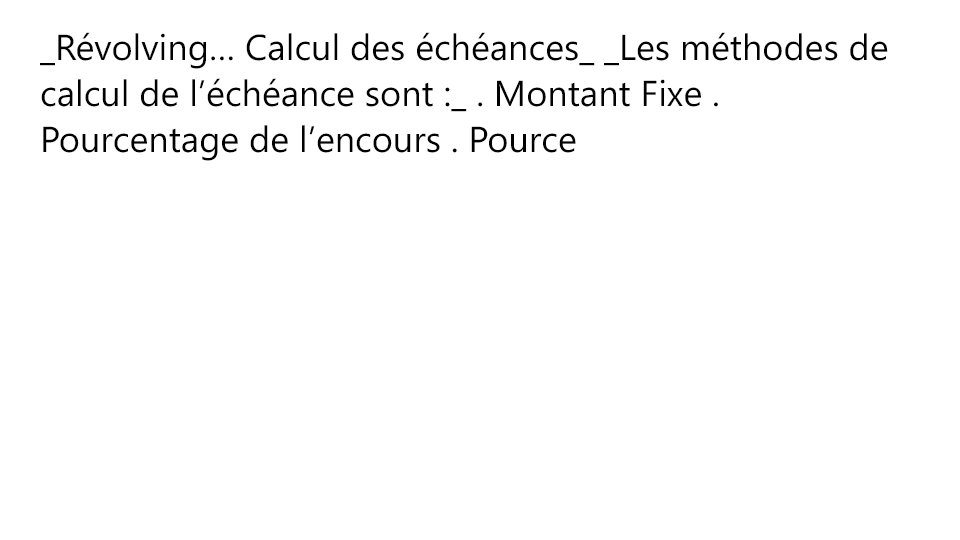 _Révolving… Calcul des échéances_ _Les méthodes de
calcul de l’échéance sont :_ . Montant Fixe .
Pourcentage de l’encours . Pource